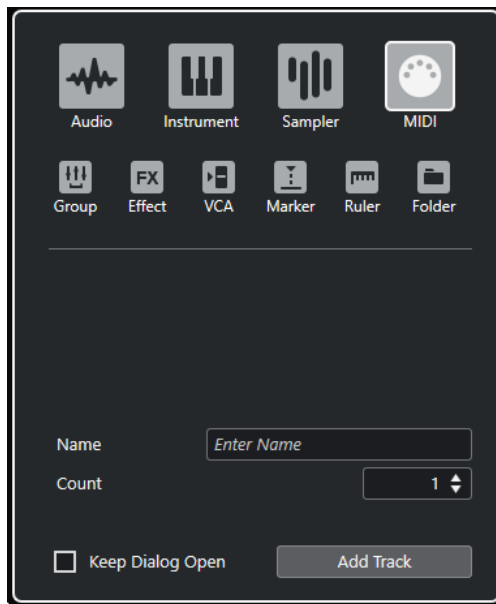 Audio Instrument Sampler MIDI
FX
Group Effect VCA Marker Ruler Folder
Name Enter Name
Count 1
Keep Dialog Open Add Track